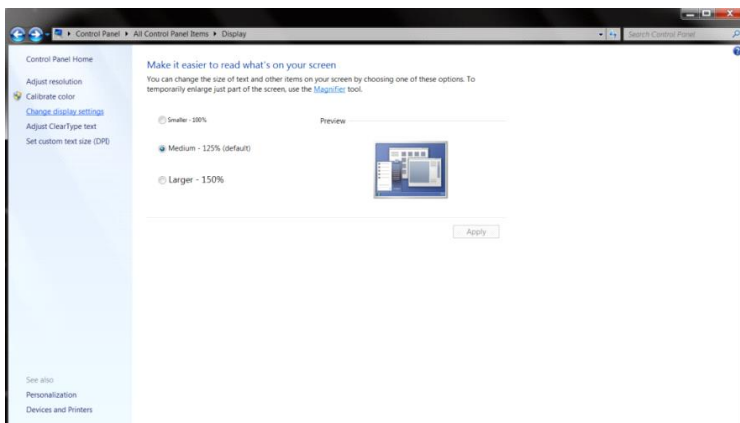 Control Panel ▸ All Control Panel Items ▸ Display
Search Control Panel
Control Panel Home
Adjust resolution
Calibrate color
Change display settings
Adjust ClearType text
Set custom text size (DPI)
Make it easier to read what's on your screen
You can change the size of text and other items on your screen by choosing one of these options. To
temporarily enlarge just part of the screen, use the Magnifier tool.
Smaller - 100%
Preview
Medium - 125% (default)
Larger - 150%
Apply
See also
Personalization
Devices and Printers